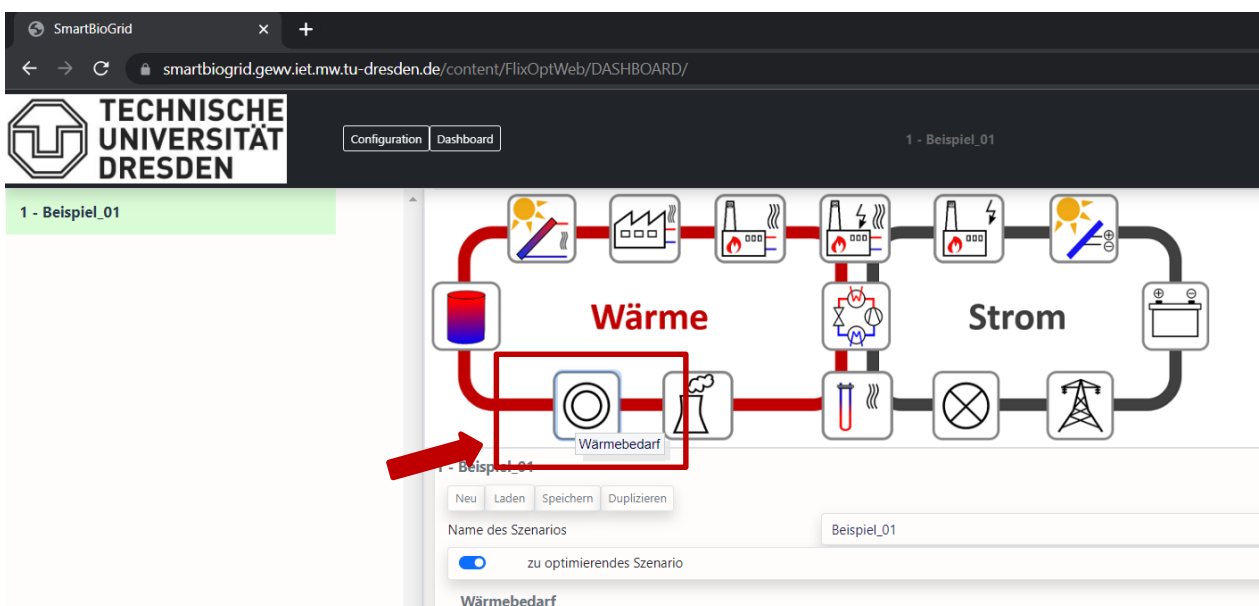 SmartBioGrid
smartbiogrid.gewv.iet.mw.tu-dresden.de/content/FlixOptWeb/DASHBOARD/
TECHNISCHE
UNIVERSITÄT
DRESDEN
Configuration Dashboard
1 - Beispiel_01
1 - Beispiel_01
Wärme
Strom
Wärmebedarf
1 - Beispiel_01
Neu Laden Speichern Duplizieren
Name des Szenarios Beispiel_01
zu optimierendes Szenario
Wärmebedarf